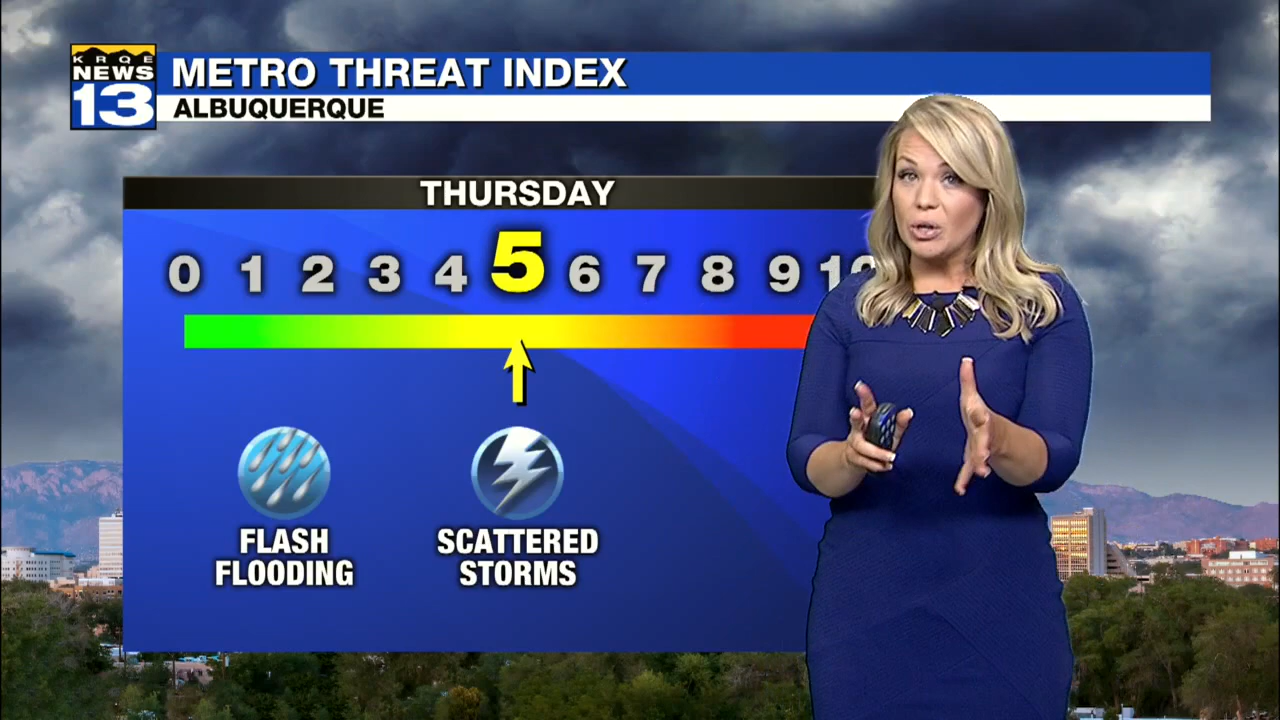 KRQE
NEWS
13
METRO THREAT INDEX
ALBUQUERQUE
THURSDAY
0 1 2 3 4 5 6 7 8 9 10
FLASH
FLOODING
SCATTERED
STORMS